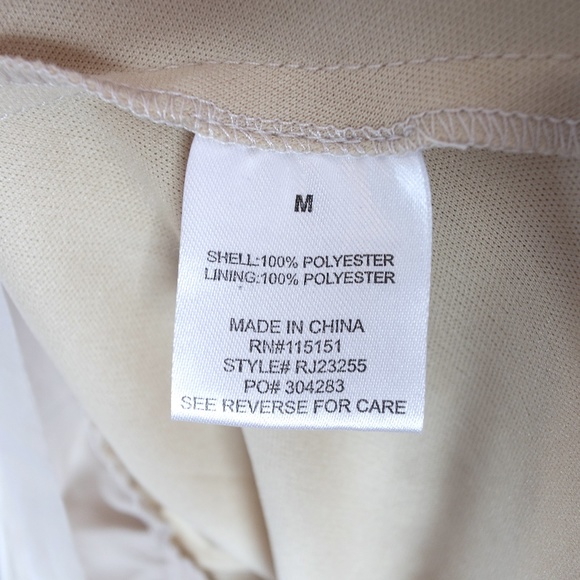 M
SHELL:100% POLYESTER
LINING:100% POLYESTER
MADE IN CHINA
RN#115151
STYLE# RJ23255
PO# 304283
SEE REVERSE FOR CARE